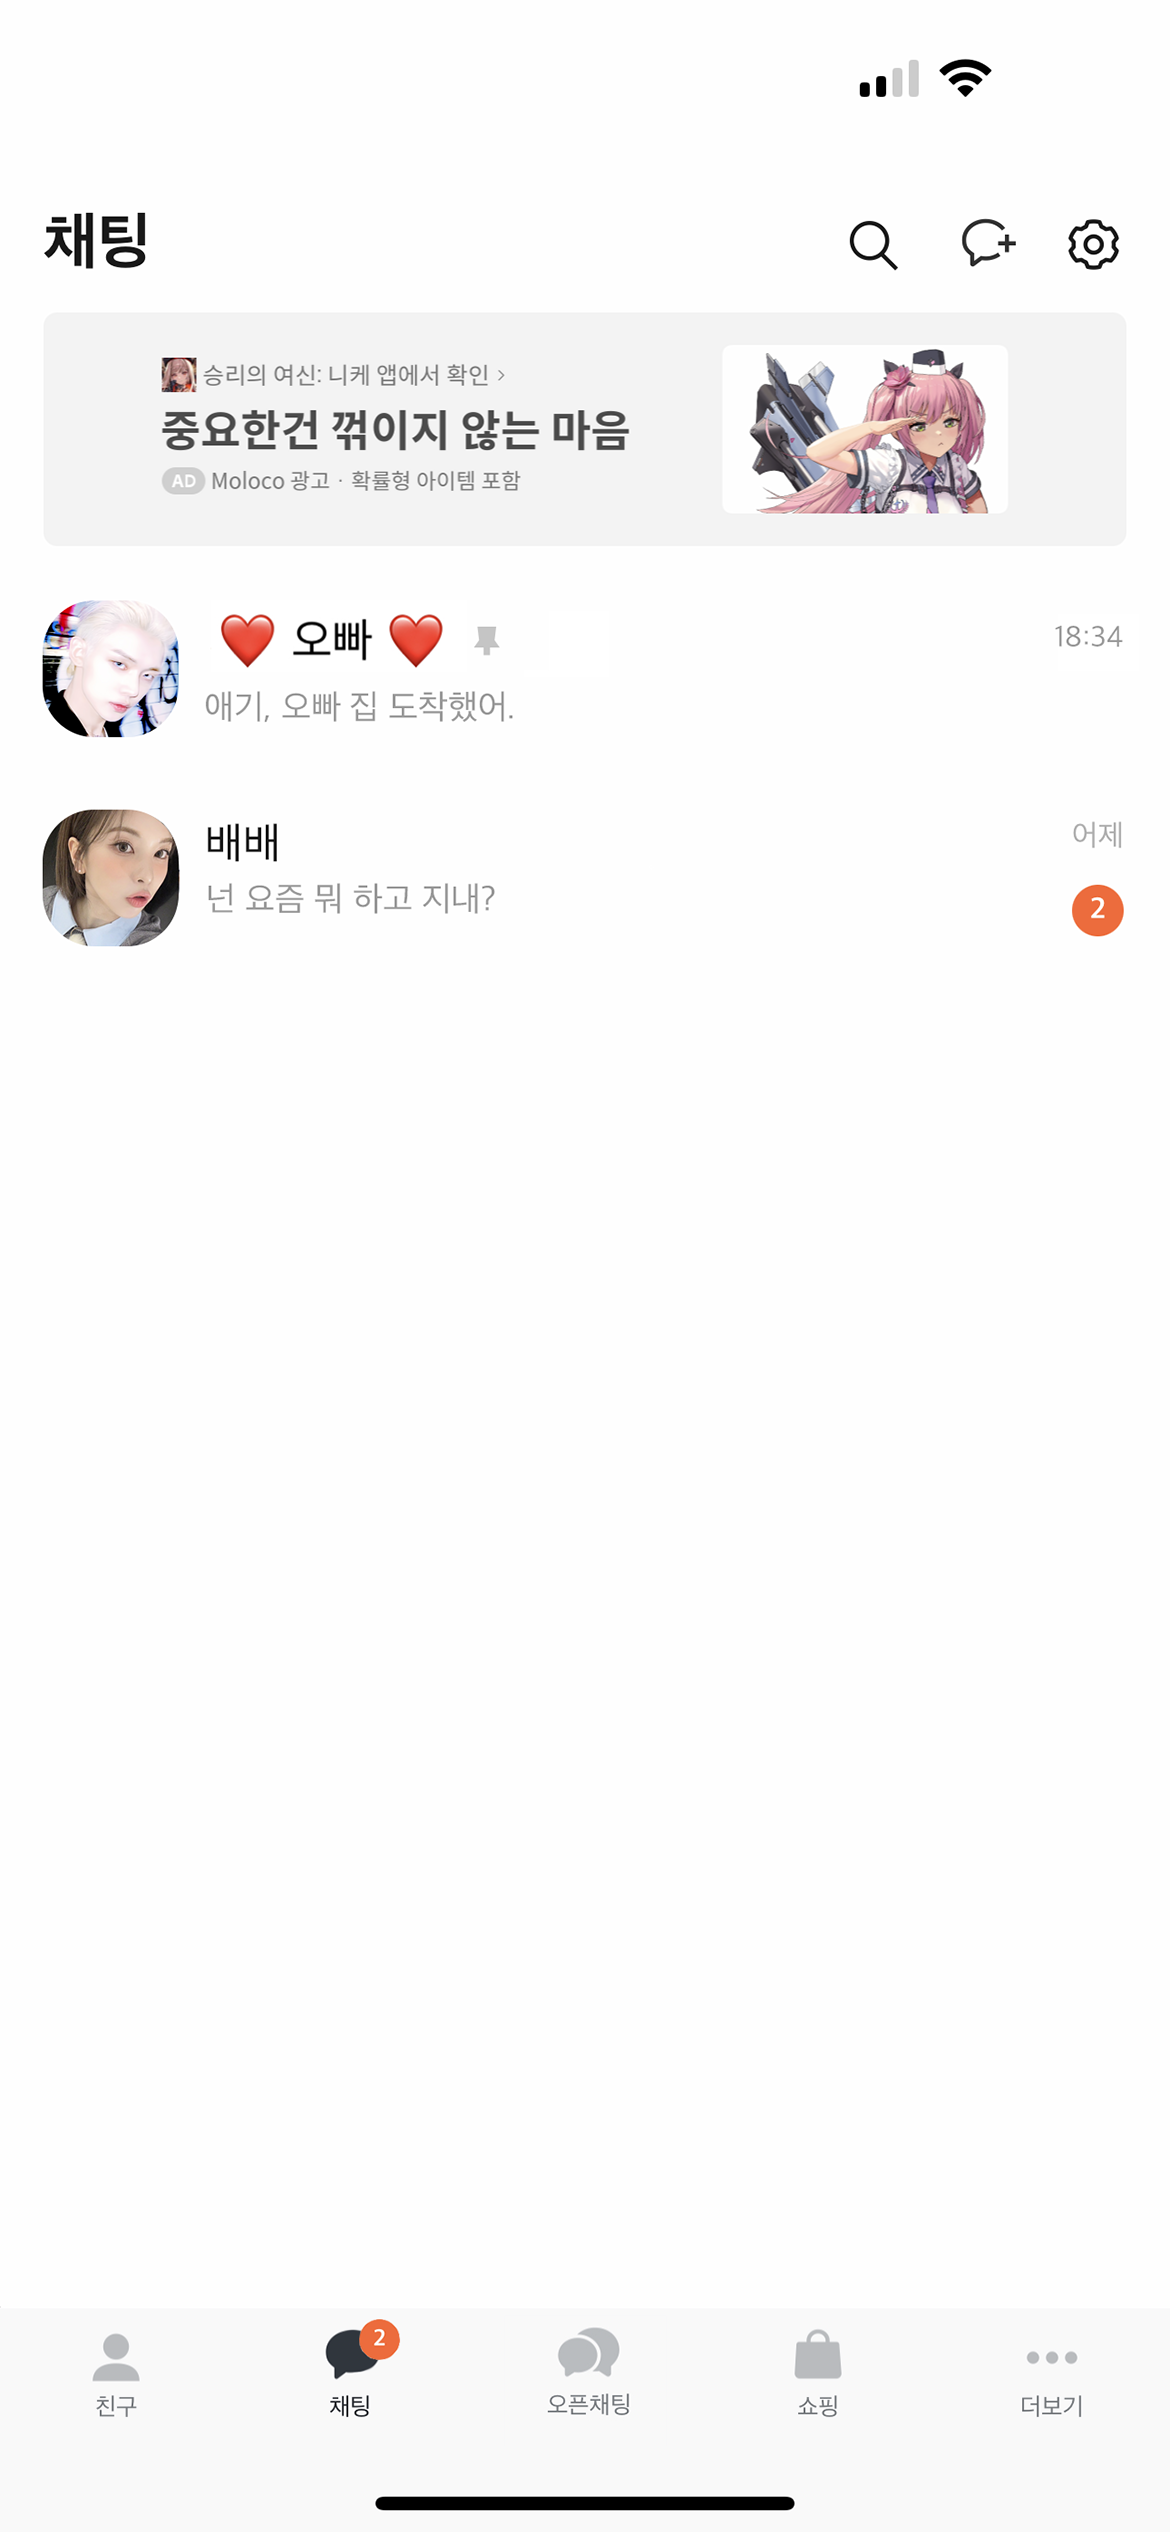 채팅
승리의 여신: 니케 앱에서 확인 ›
중요한건 꺾이지 않는 마음
AD Moloco 광고 · 확률형 아이템 포함
❤️ 오빠 ❤️
18:34
애기, 오빠 집 도착했어.
배배
어제
넌 요즘 뭐 하고 지내?
2
2
친구
채팅
오픈채팅
쇼핑
더보기